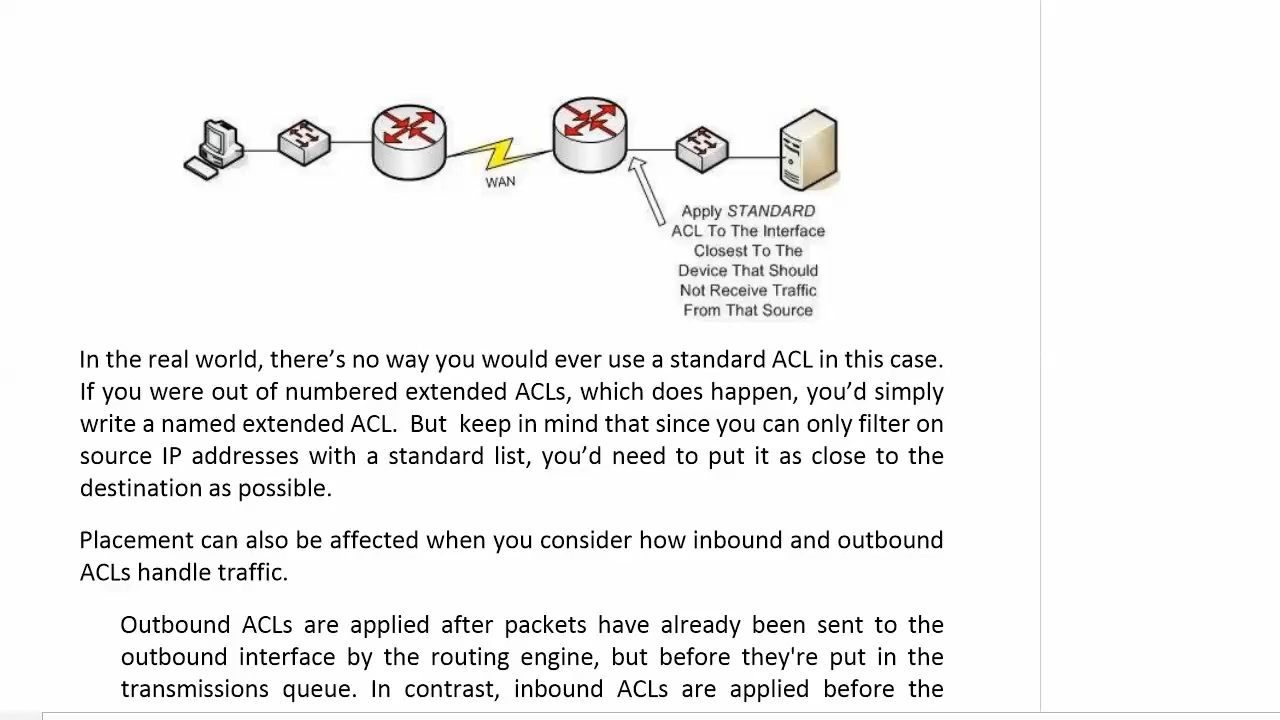 WAN
Apply STANDARD
ACL To The Interface
Closest To The
Device That Should
Not Receive Traffic
From That Source
In the real world, there’s no way you would ever use a standard ACL in this case.
If you were out of numbered extended ACLs, which does happen, you’d simply
write a named extended ACL.  But  keep in mind that since you can only filter on
source IP addresses with a standard list, you’d need to put it as close to the
destination as possible.
Placement can also be affected when you consider how inbound and outbound
ACLs handle traffic.
Outbound ACLs are applied after packets have already been sent to the
outbound interface by the routing engine, but before they're put in the
transmissions queue. In contrast, inbound ACLs are applied before the